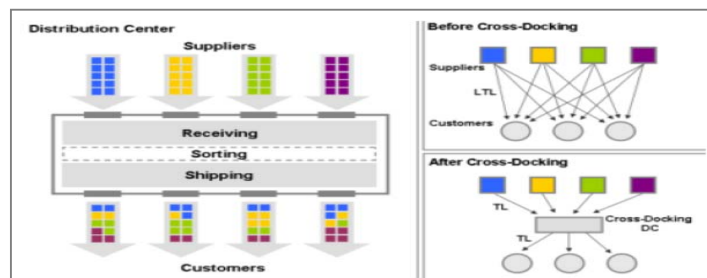 Distribution Center
Suppliers
Receiving
Sorting
Shipping
Customers
Before Cross-Docking
Suppliers
LTL
Customers
After Cross-Docking
TL
Cross-Docking
DC
TL